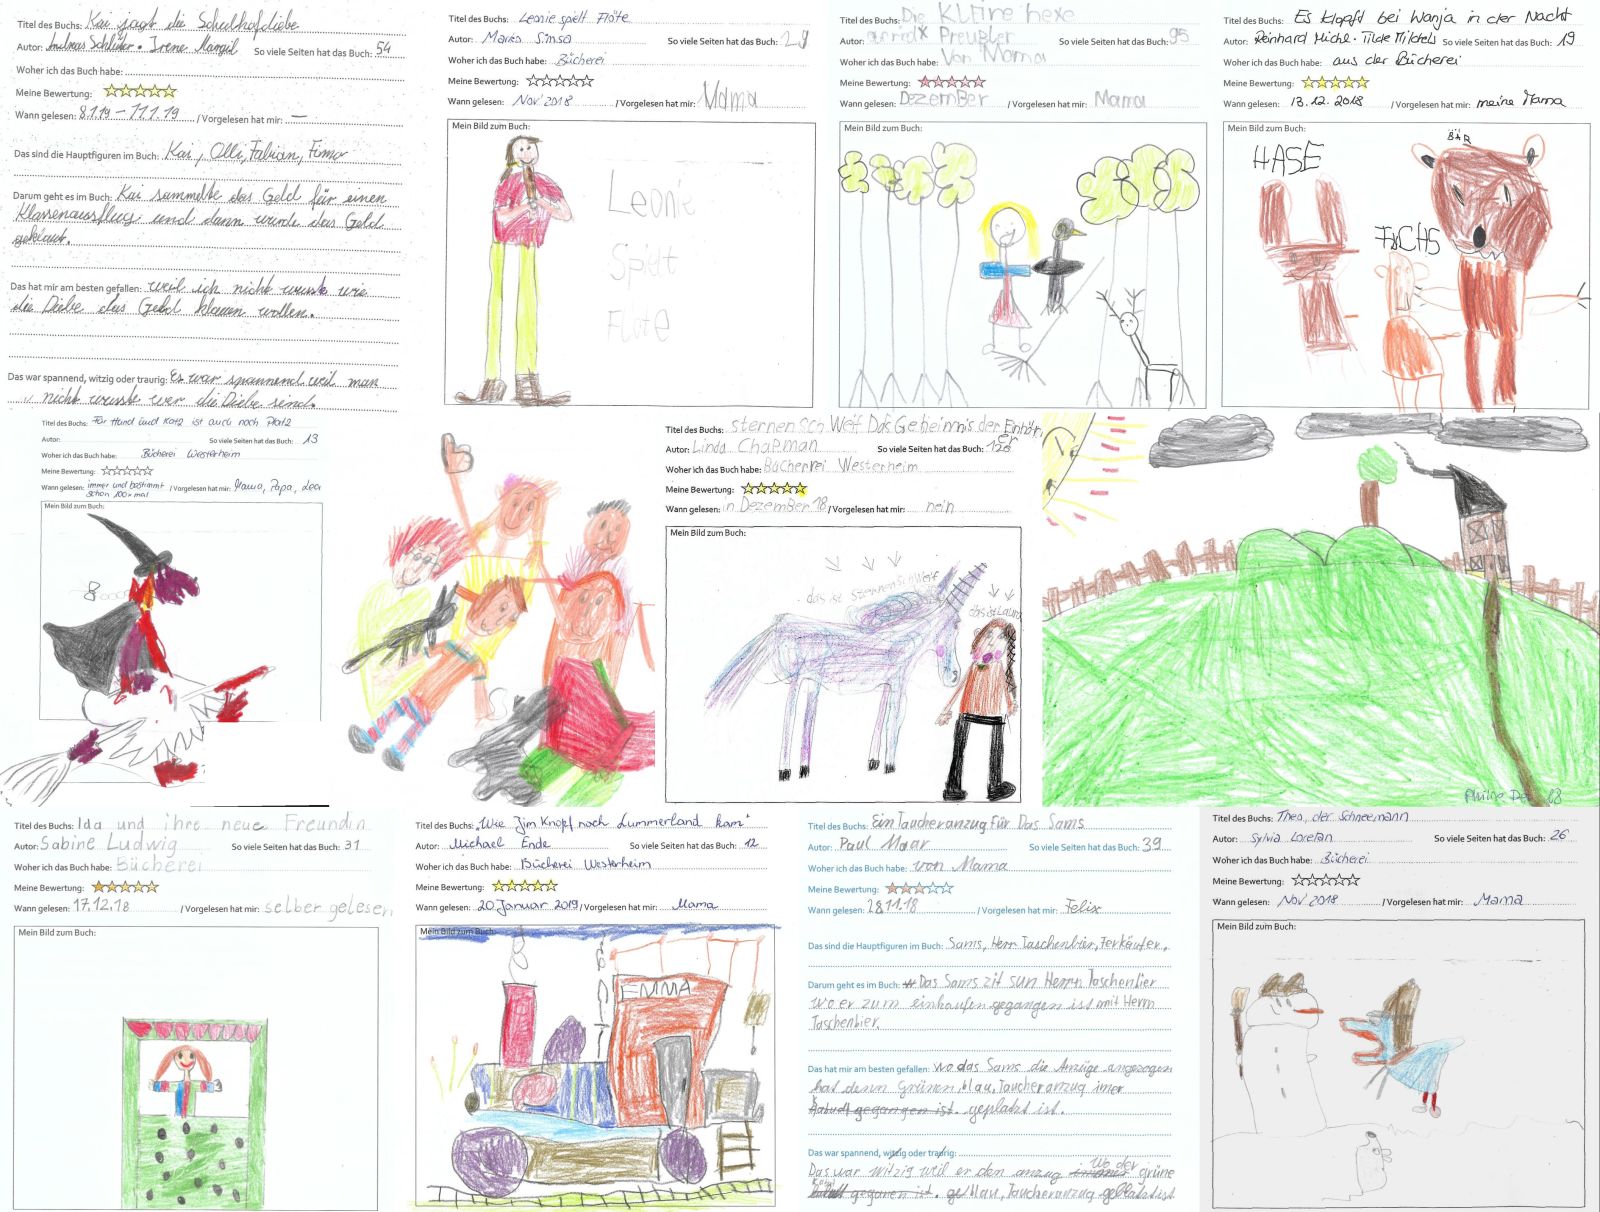 Titel des Buchs: Kai jagt die Schulhofdiebe
Autor: Andreas Schlüter · Irene Margil So viele Seiten hat das Buch: 54
Woher ich das Buch habe:
Meine Bewertung:
Wann gelesen: 8.1.19 – 11.1.19 / Vorgelesen hat mir: —
Das sind die Hauptfiguren im Buch: Kai, Olli, Fabian,
Darum geht es im Buch: Kai sammelte das Geld für einen
Klassenausflug und dann wurde das Geld
geklaut.
Das hat mir am besten gefallen: weil ich nicht wusste wie
die Diebe das Geld klauen wollen.
Das war spannend, witzig oder traurig: Es war spannend weil man
nicht wusste wer die Diebe sind.
Titel des Buchs: Leonie spielt Flöte
Autor: Marko Simsa So viele Seiten hat das Buch: 29
Woher ich das Buch habe: Bücherei
Meine Bewertung:
Wann gelesen: Nov 2018 / Vorgelesen hat mir: Mama
Mein Bild zum Buch:
Leonie
Spielt
Flöte
Titel des Buchs: Die Kleine hexe
Autor: Preußler So viele Seiten hat das Buch: 95
Woher ich das Buch habe: Von Mama
Meine Bewertung:
Wann gelesen: DezemBer / Vorgelesen hat mir: Mama
Mein Bild zum Buch:
Titel des Buchs: Es klopft bei Wanja in der Nacht
Autor: Reinhard Michl · Tilde Michels So viele Seiten hat das Buch: 19
Woher ich das Buch habe: aus der Bücherei
Meine Bewertung:
Wann gelesen: 13.12.2018 / Vorgelesen hat mir: meine Mama
Mein Bild zum Buch:
BÄR
HASE
FUCHS
Titel des Buchs: Für Hund und Katz ist auch noch Platz
Autor: So viele Seiten hat das Buch: 13
Woher ich das Buch habe: Bücherei Westerheim
Meine Bewertung:
Wann gelesen: immer und bestimmt schon 100x mal / Vorgelesen hat mir: Mama, Papa, Lea
Mein Bild zum Buch:
Titel des Buchs: sternenschweif Das Geheimnis der Einhörner
Autor: Linda Chapman So viele Seiten hat das Buch: 126
Woher ich das Buch habe: Bücherrei Westerheim
Meine Bewertung:
Wann gelesen: in Dezember 18 / Vorgelesen hat mir: nein
Mein Bild zum Buch:
das ist Sternenschweif
das ist Laura
Titel des Buchs: Ida und ihre neue Freundin
Autor: Sabine Ludwig So viele Seiten hat das Buch: 31
Woher ich das Buch habe: Bücherei
Meine Bewertung:
Wann gelesen: 17.12.18 / Vorgelesen hat mir: selber gelesen
Mein Bild zum Buch:
Titel des Buchs: "Wie Jim Knopf nach Lummerland kam"
Autor: Michael Ende So viele Seiten hat das Buch: 12
Woher ich das Buch habe: Bücherei Westerheim
Meine Bewertung:
Wann gelesen: 20 Januar 2019 / Vorgelesen hat mir: Mama
Mein Bild zum Buch:
EMMA
Titel des Buchs: Ein Taucheranzug Für Das Sams
Autor: Paul Maar So viele Seiten hat das Buch: 39
Woher ich das Buch habe: von Mama
Meine Bewertung:
Wann gelesen: 28.11.18 / Vorgelesen hat mir: Felix
Das sind die Hauptfiguren im Buch: Sams, Herr Taschenbier, Ferkäufer.
Darum geht es im Buch: Das Sams zit sun Herrn Taschenbier
wo er zum einkaufen gegangen ist mit Herrn
Taschenbier.
Das hat mir am besten gefallen: wo das Sams die Anzüge angezogen
hat denn Grünen, blau, Taucheranzug imer
gegangen ist. geplatzt ist.
Das war spannend, witzig oder traurig:
Das war witzig weil er den anzug wo der grüne
gegangen ist. Blau, Taucheranzug geplatzt ist
Titel des Buchs: Theo, der Schneemann
Autor: Sylvia Loretan So viele Seiten hat das Buch: 26
Woher ich das Buch habe: Bücherei
Meine Bewertung:
Wann gelesen: Nov 2018 / Vorgelesen hat mir: Mama
Mein Bild zum Buch: